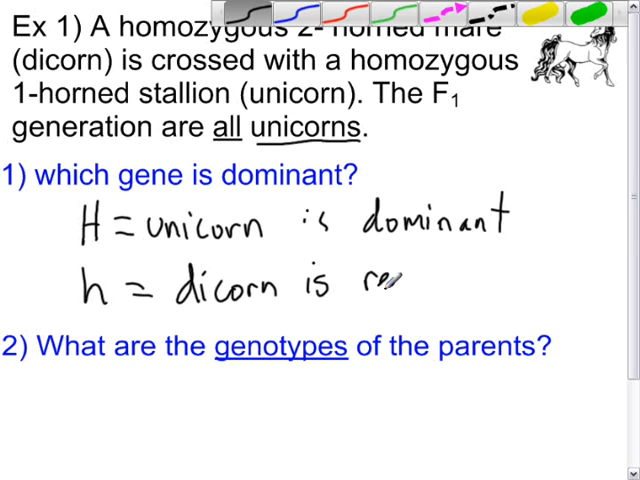 Ex 1) A homozygous 2- horned mare
(dicorn) is crossed with a homozygous
1-horned stallion (unicorn). The F₁
generation are all unicorns.
1) which gene is dominant?
H = unicorn is dominant
h = dicorn is re
2) What are the genotypes of the parents?